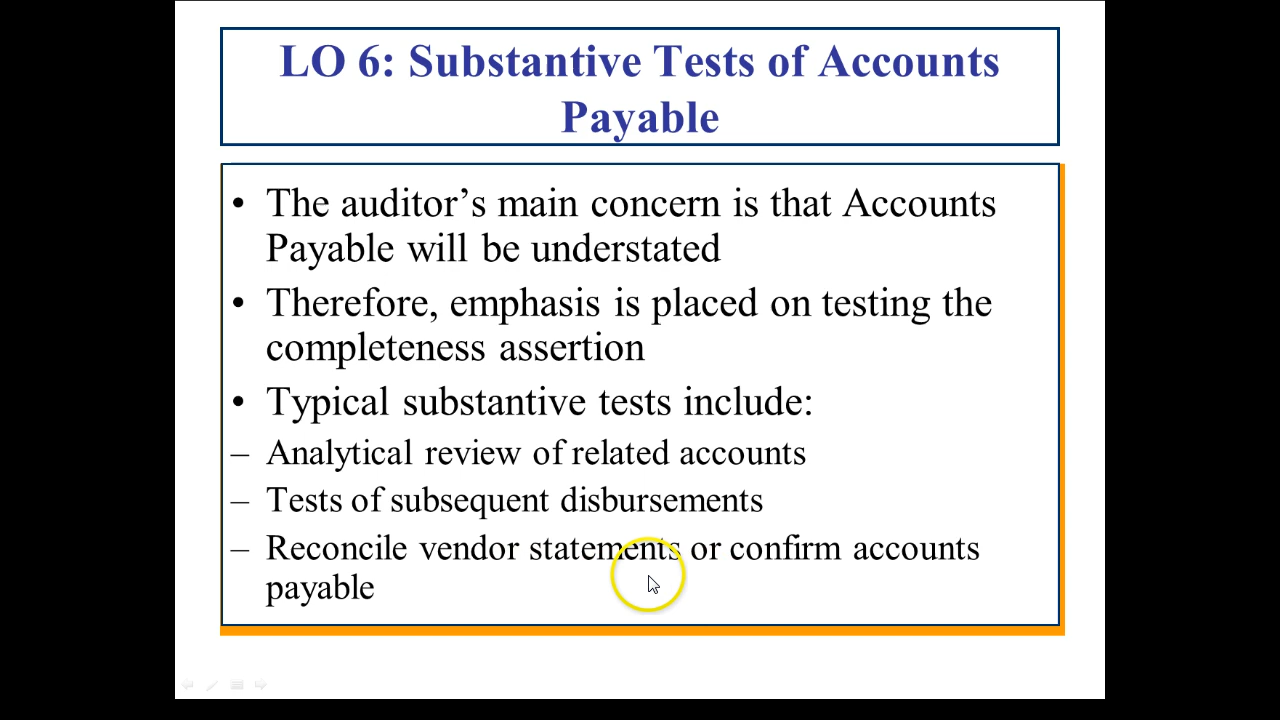 LO 6: Substantive Tests of Accounts
Payable
• The auditor’s main concern is that Accounts
Payable will be understated
• Therefore, emphasis is placed on testing the
completeness assertion
• Typical substantive tests include:
– Analytical review of related accounts
– Tests of subsequent disbursements
– Reconcile vendor statements or confirm accounts
payable